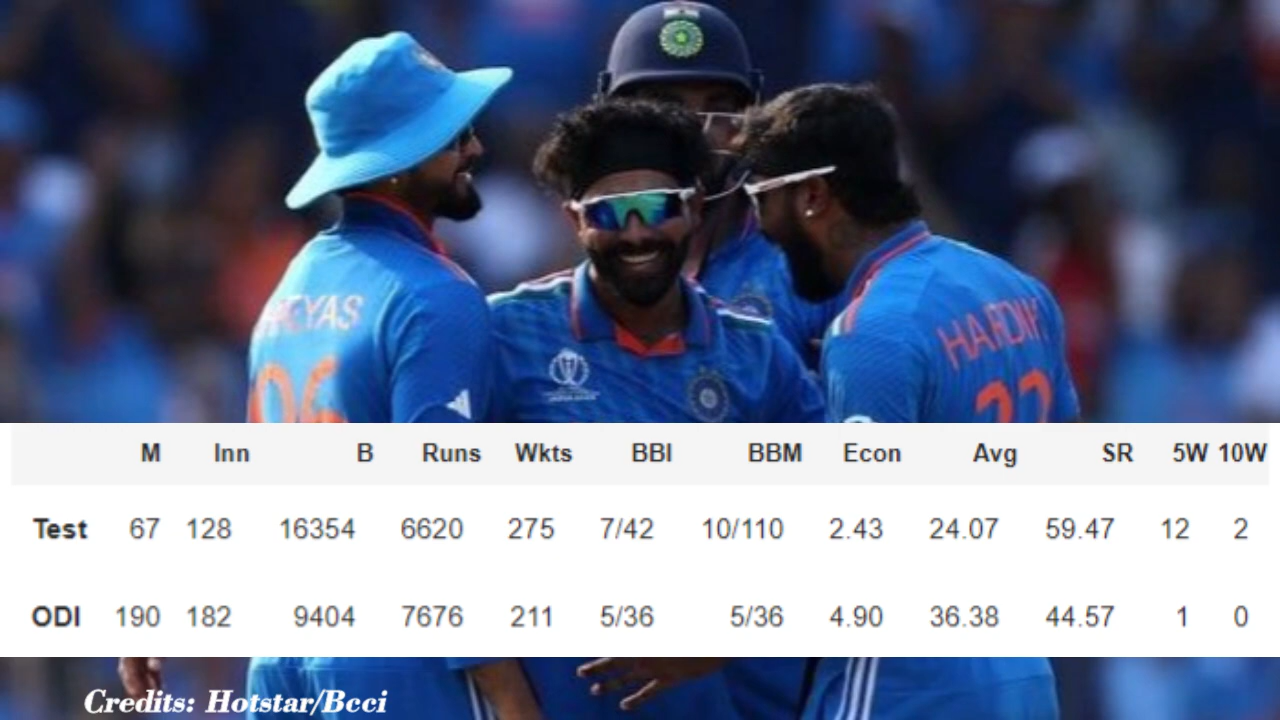 HARDIK
M Inn B Runs Wkts BBI BBM Econ Avg SR 5W 10W
Test 67 128 16354 6620 275 7/42 10/110 2.43 24.07 59.47 12 2
ODI 190 182 9404 7676 211 5/36 5/36 4.90 36.38 44.57 1 0
Credits: Hotstar/Bcci